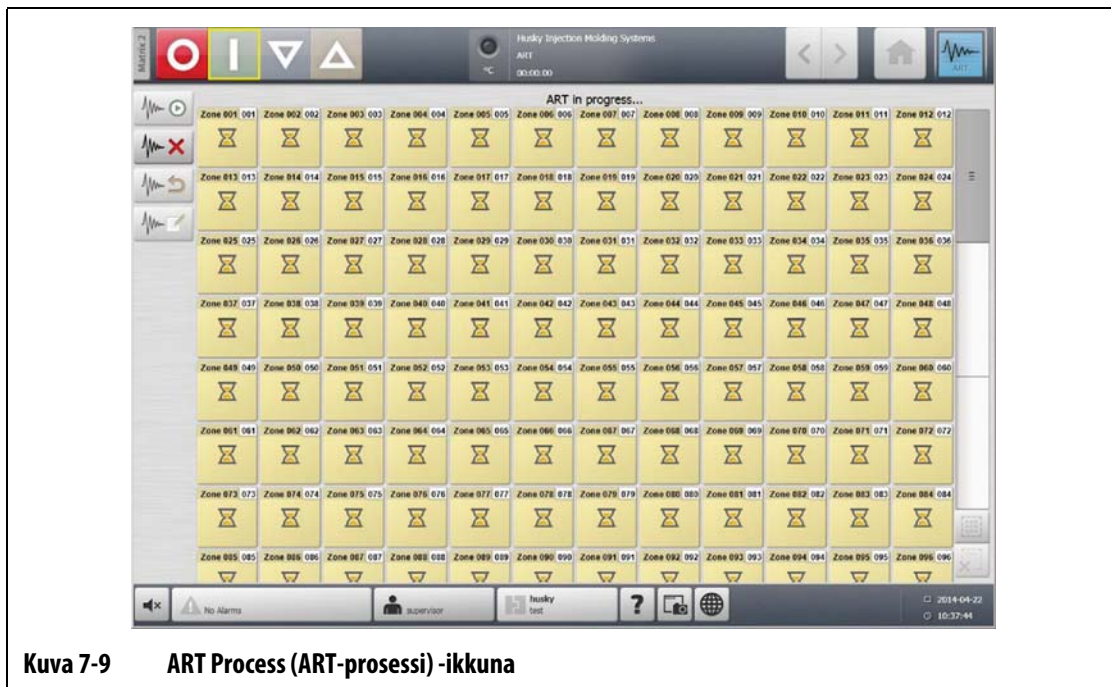 Matrix 2
Husky Injection Molding Systems
ART
°C
00:00:00
ART
ART in progress...
Zone 001 001 Zone 002 002 Zone 003 003 Zone 004 004 Zone 005 005 Zone 006 006 Zone 007 007 Zone 008 008 Zone 009 009 Zone 010 010 Zone 011 011 Zone 012 012
Zone 013 013 Zone 014 014 Zone 015 015 Zone 016 016 Zone 017 017 Zone 018 018 Zone 019 019 Zone 020 020 Zone 021 021 Zone 022 022 Zone 023 023 Zone 024 024
Zone 025 025 Zone 026 026 Zone 027 027 Zone 028 028 Zone 029 029 Zone 030 030 Zone 031 031 Zone 032 032 Zone 033 033 Zone 034 034 Zone 035 035 Zone 036 036
Zone 037 037 Zone 038 038 Zone 039 039 Zone 040 040 Zone 041 041 Zone 042 042 Zone 043 043 Zone 044 044 Zone 045 045 Zone 046 046 Zone 047 047 Zone 048 048
Zone 049 049 Zone 050 050 Zone 051 051 Zone 052 052 Zone 053 053 Zone 054 054 Zone 055 055 Zone 056 056 Zone 057 057 Zone 058 058 Zone 059 059 Zone 060 060
Zone 061 061 Zone 062 062 Zone 063 063 Zone 064 064 Zone 065 065 Zone 066 066 Zone 067 067 Zone 068 068 Zone 069 069 Zone 070 070 Zone 071 071 Zone 072 072
Zone 073 073 Zone 074 074 Zone 075 075 Zone 076 076 Zone 077 077 Zone 078 078 Zone 079 079 Zone 080 080 Zone 081 081 Zone 082 082 Zone 083 083 Zone 084 084
Zone 085 085 Zone 086 086 Zone 087 087 Zone 088 088 Zone 089 089 Zone 090 090 Zone 091 091 Zone 092 092 Zone 093 093 Zone 094 094 Zone 095 095 Zone 096 096
No Alarms
supervisor
husky
test
?
2014-04-22
10:37:44
Kuva 7-9 ART Process (ART-prosessi) -ikkuna